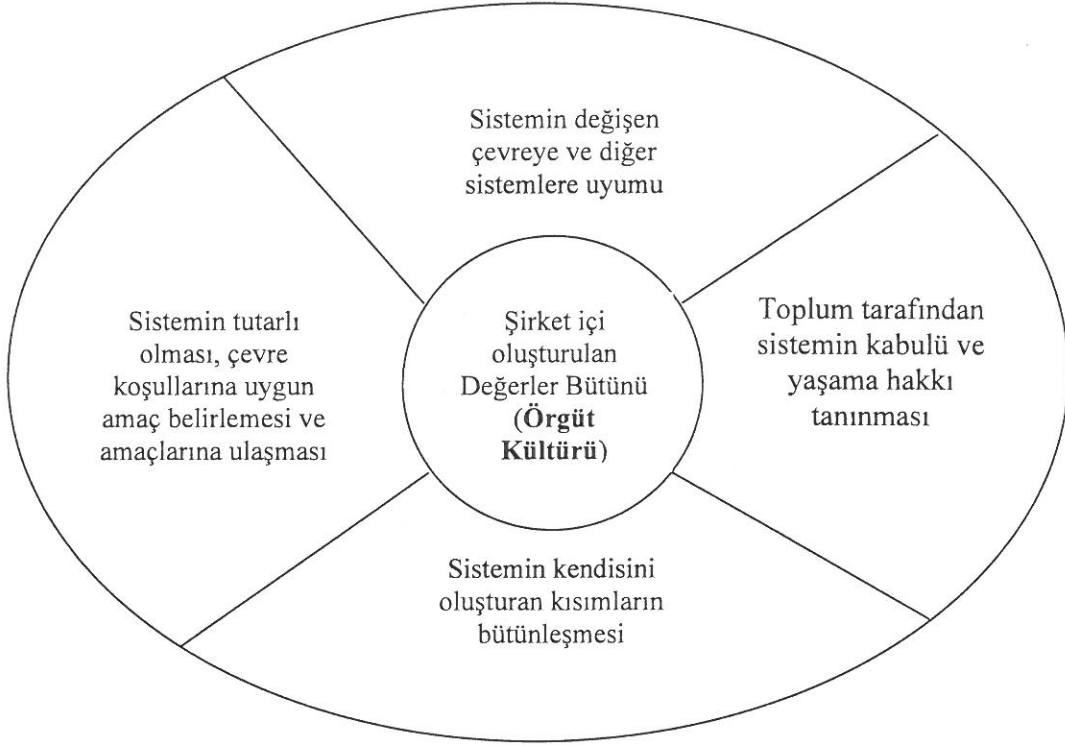 Sistemin değişen
çevreye ve diğer
sistemlere uyumu
Sistemin tutarlı
olması, çevre
koşullarına uygun
amaç belirlemesi ve
amaçlarına ulaşması
Şirket içi
oluşturulan
Değerler Bütünü
(Örgüt
Kültürü)
Toplum tarafından
sistemin kabulü ve
yaşama hakkı
tanınması
Sistemin kendisini
oluşturan kısımların
bütünleşmesi